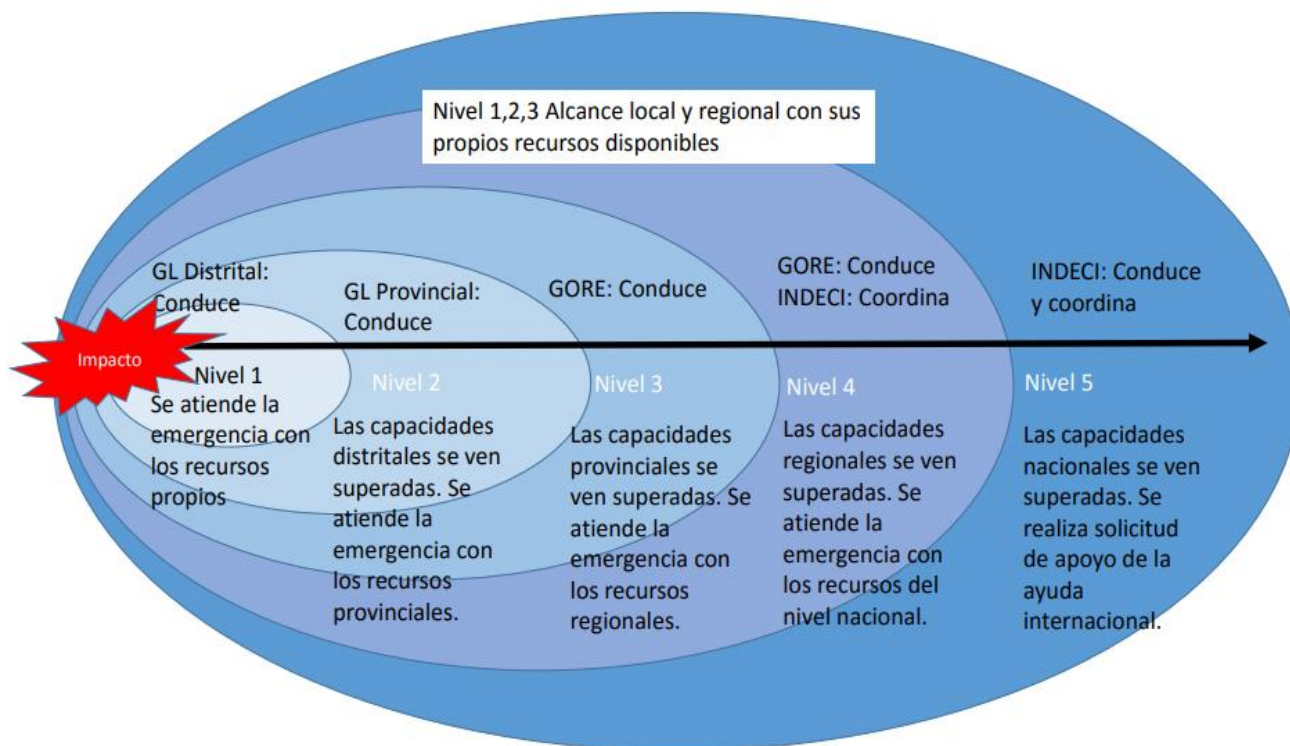 Nivel 1,2,3 Alcance local y regional con sus
propios recursos disponibles
GL Distrital:
Conduce
GL Provincial:
Conduce
GORE: Conduce
GORE: Conduce
INDECI: Coordina
INDECI: Conduce
y coordina
Impacto
Nivel 1
Se atiende la
emergencia con
los recursos
propios
Nivel 2
Las capacidades
distritales se ven
superadas. Se
atiende la
emergencia con
los recursos
provinciales.
Nivel 3
Las capacidades
provinciales se
ven superadas. Se
atiende la
emergencia con
los recursos
regionales.
Nivel 4
Las capacidades
regionales se ven
superadas. Se
atiende la
emergencia con
los recursos del
nivel nacional.
Nivel 5
Las capacidades
nacionales se ven
superadas. Se
realiza solicitud
de apoyo de la
ayuda
internacional.